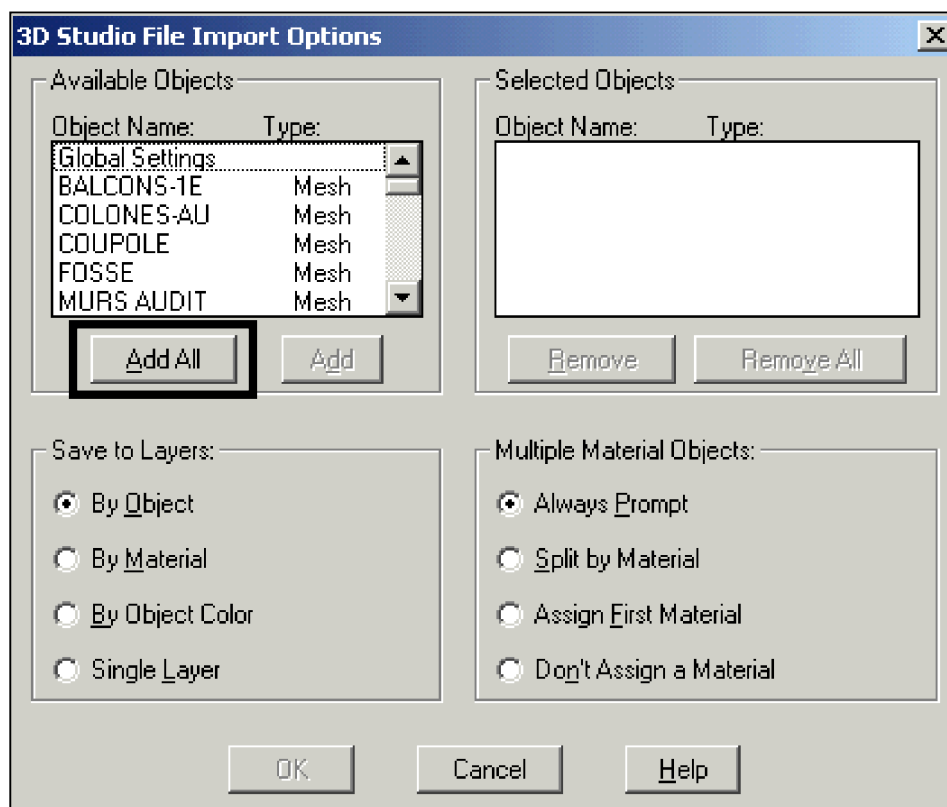 3D Studio File Import Options
Available Objects
Object Name: Type:
Global Settings
BALCONS-1E Mesh
COLONES-AU Mesh
COUPOLE Mesh
FOSSE Mesh
MURS AUDIT Mesh
Add All
Add
Selected Objects
Object Name: Type:
Remove
Remove All
Save to Layers:
By Object
By Material
By Object Color
Single Layer
Multiple Material Objects:
Always Prompt
Split by Material
Assign First Material
Don't Assign a Material
OK
Cancel
Help